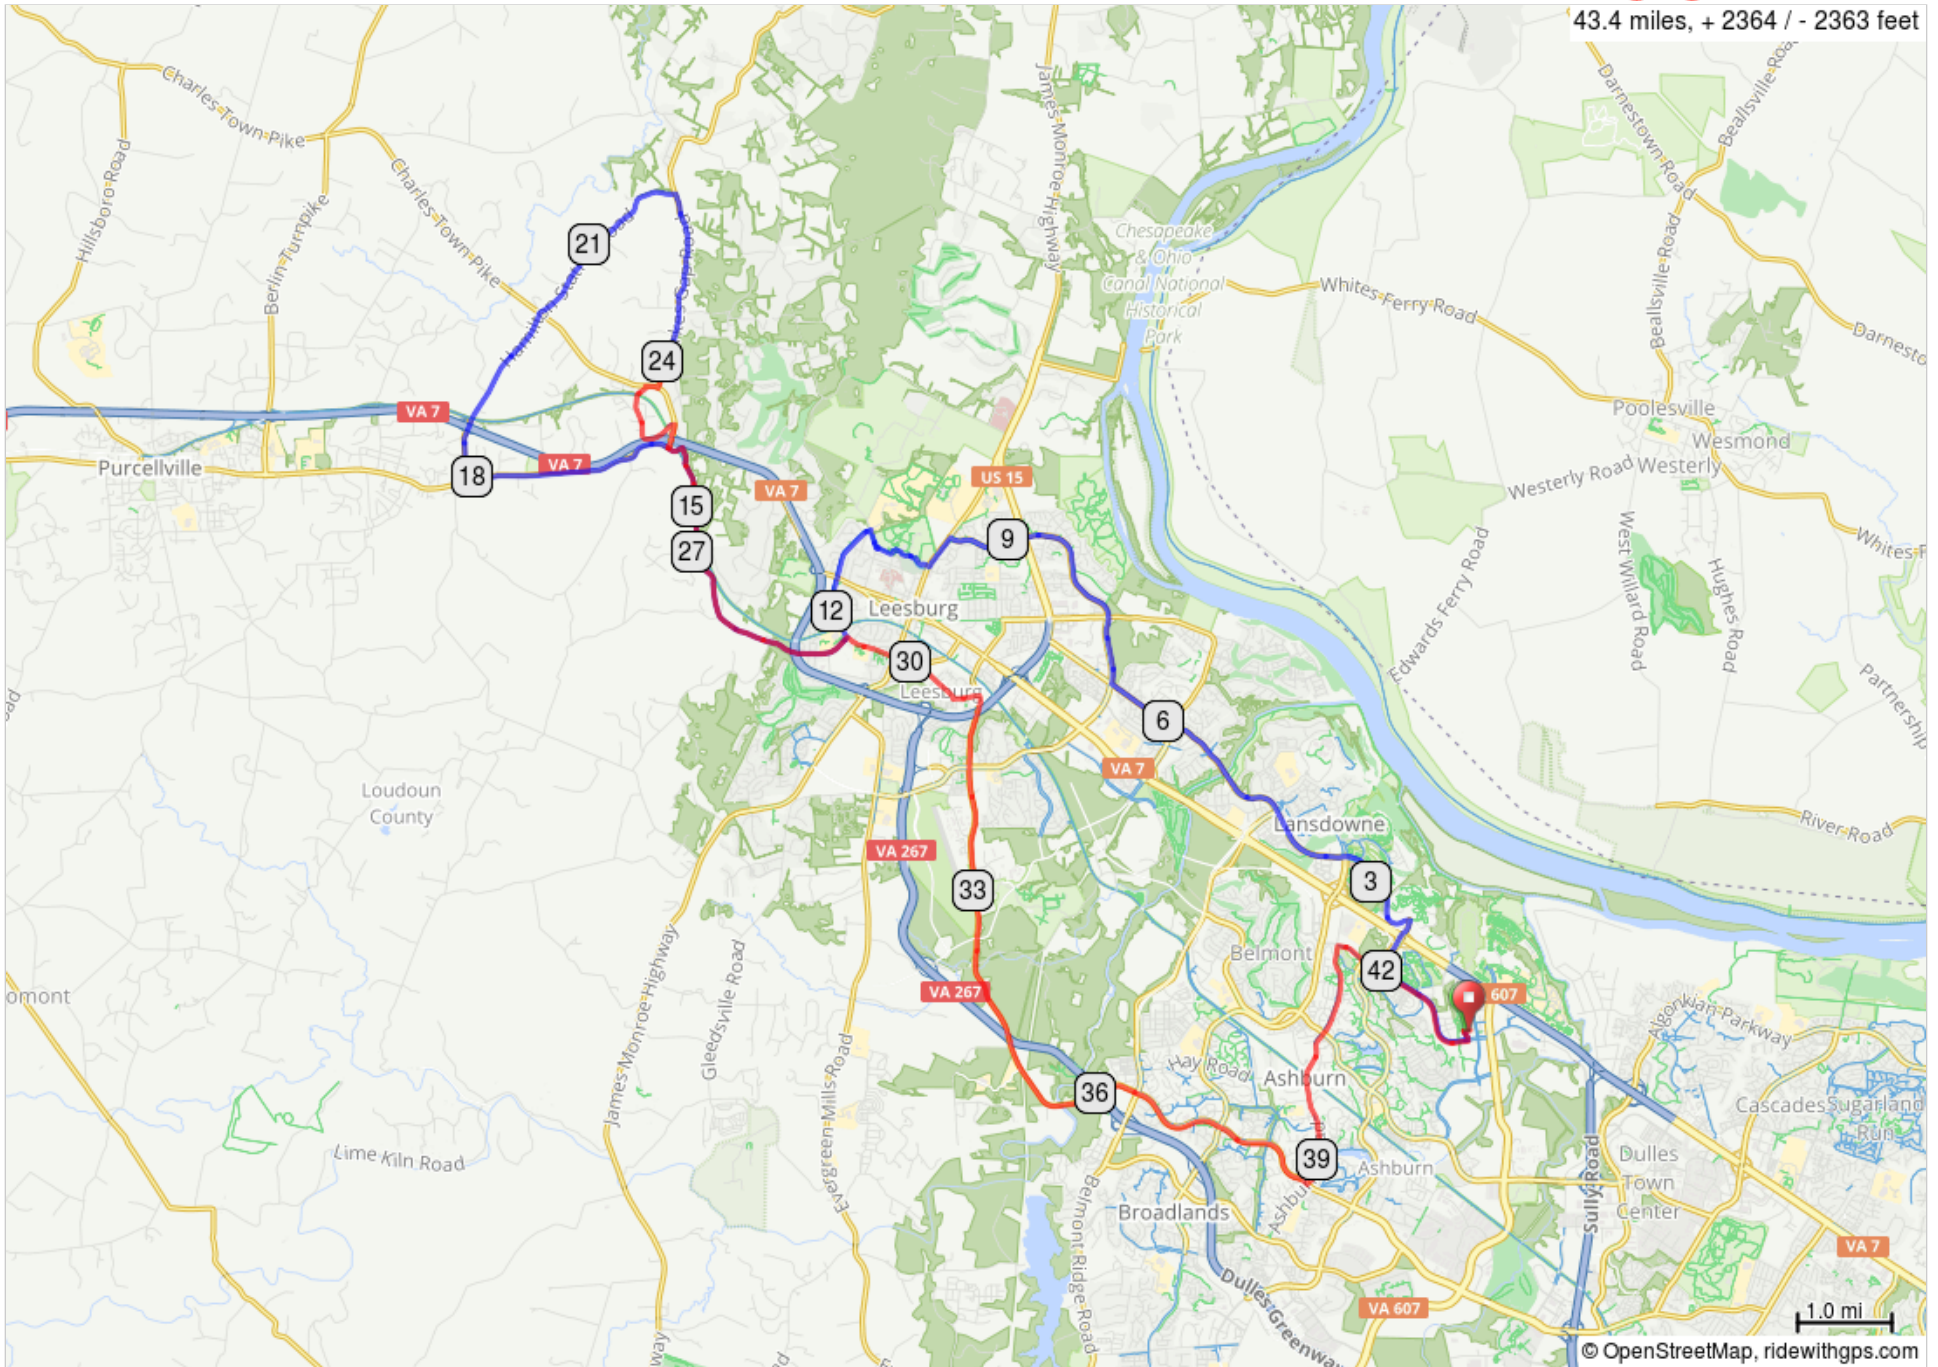 43.4 miles, + 2364 / - 2363 feet
Charles Town Pike
Charles Town Pike
Hillsboro Road
Berlin Turnpike
James Monroe Highway
Darnestown Road
Beallsville Road
Beallsville Road
Chesapeake
& Ohio
Canal National
Historical
Park
Whites Ferry Road
21
24
VA 7
VA 7
Purcellville
18
15
27
VA 7
US 15
9
12
Leesburg
30
Leesburg
6
Poolesville
Wesmond
Westerly Road
Westerly
West Willard Road
Hughes Road
Edwards Ferry Road
Partnership
Whites F
Darnesto
VA 7
Loudoun
County
Lansdowne
River Road
VA 267
33
3
Belmont
42
607
VA 267
omont
James Monroe Highway
Gleedsville Road
Evergreen Mills Road
Algonkian Parkway
Hay Road
Ashburn
36
Cascades
Sugarland
Run
Lime Kiln Road
39
Ashburn
Ashbu
Broadlands
Belmont Ridge Road
Sully Road
Dulles
Town
Center
VA 7
Dulles Greenway
VA 607
1.0 mi
© OpenStreetMap, ridewithgps.com